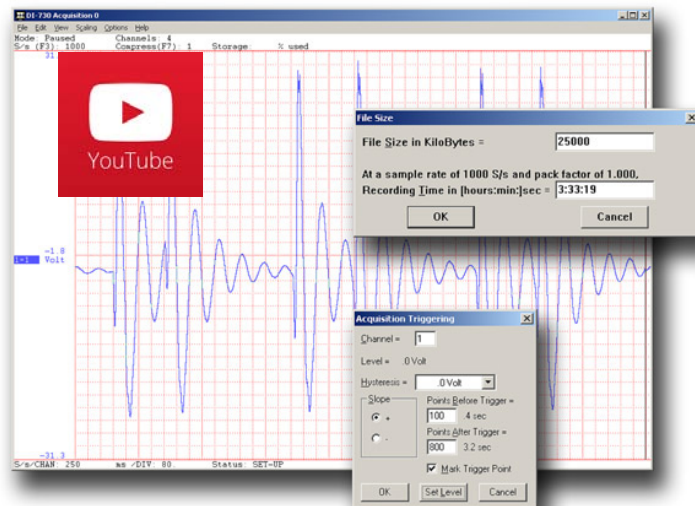 DI-730 Acquisition 0
File Edit View Scaling Options Help
Mode: Paused Channels: 4
S/s (F3): 1000 Compress(F7): 1 Storage: % used
31.
YouTube
-1.8
1-1 Volt
-31.3
S/s/CHAN: 250 ms /DIV: 80. Status: SET-UP
File Size
File Size in KiloBytes = 25000
At a sample rate of 1000 S/s and pack factor of 1.000,
Recording Time in [hours:min:]sec = 3:33:19
OK Cancel
Acquisition Triggering
Channel = 1
Level = .0 Volt
Hysteresis = .0 Volt
Slope
+
-
Points Before Trigger =
100 .4 sec
Points After Trigger =
800 3.2 sec
Mark Trigger Point
OK Set Level Cancel